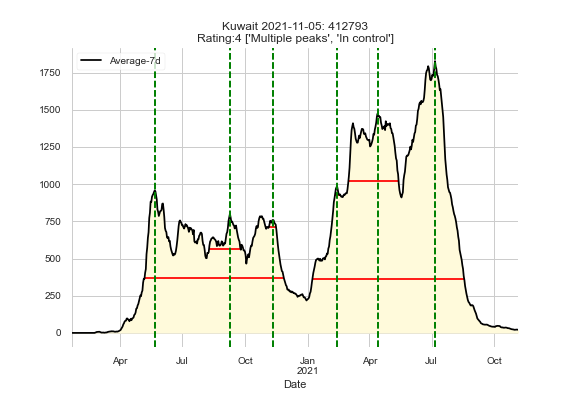 Kuwait 2021-11-05: 412793
Rating:4 ['Multiple peaks', 'In control']
Average-7d
1750
1500
1250
1000
750
500
250
0
Apr Jul Oct Jan Apr Jul Oct
2021
Date